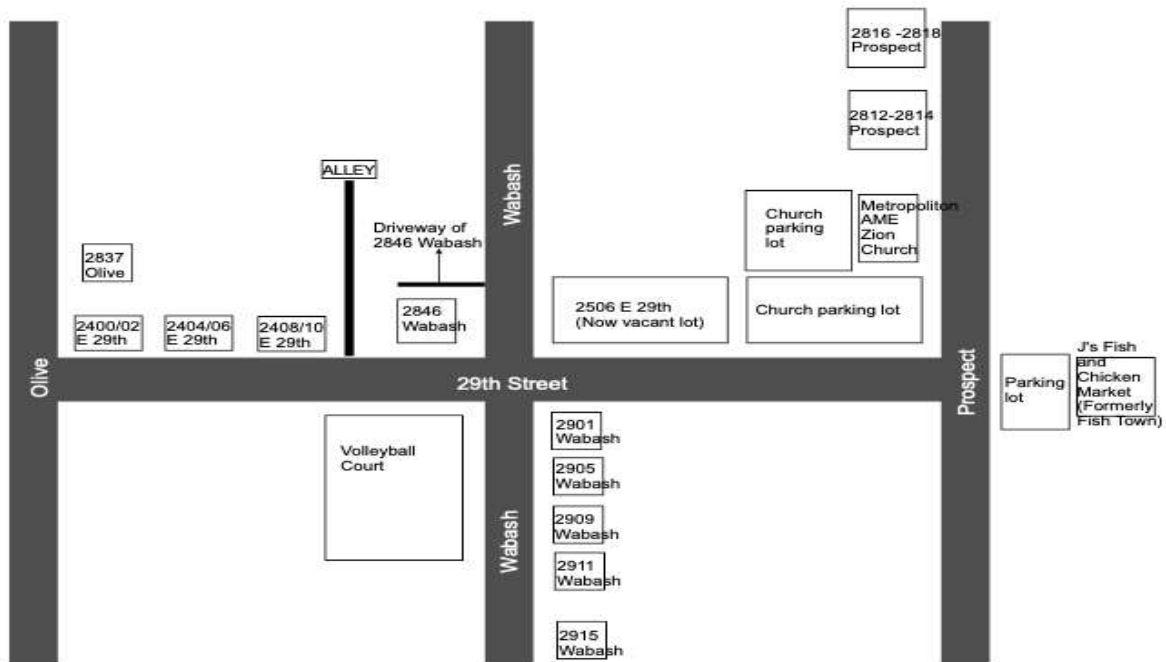 2816 -2818
Prospect
2812-2814
Prospect
ALLEY
Wabash
Driveway of
2846 Wabash
Church
parking
lot
Metropoliton
AME
Zion
Church
2837
Olive
2400/02
E 29th
2404/06
E 29th
2408/10
E 29th
2846
Wabash
2506 E 29th
(Now vacant lot)
Church parking lot
Olive
29th Street
Prospect
Parking
lot
J's Fish
and
Chicken
Market
(Formerly
Fish Town)
Volleyball
Court
Wabash
2901
Wabash
2905
Wabash
2909
Wabash
2911
Wabash
2915
Wabash